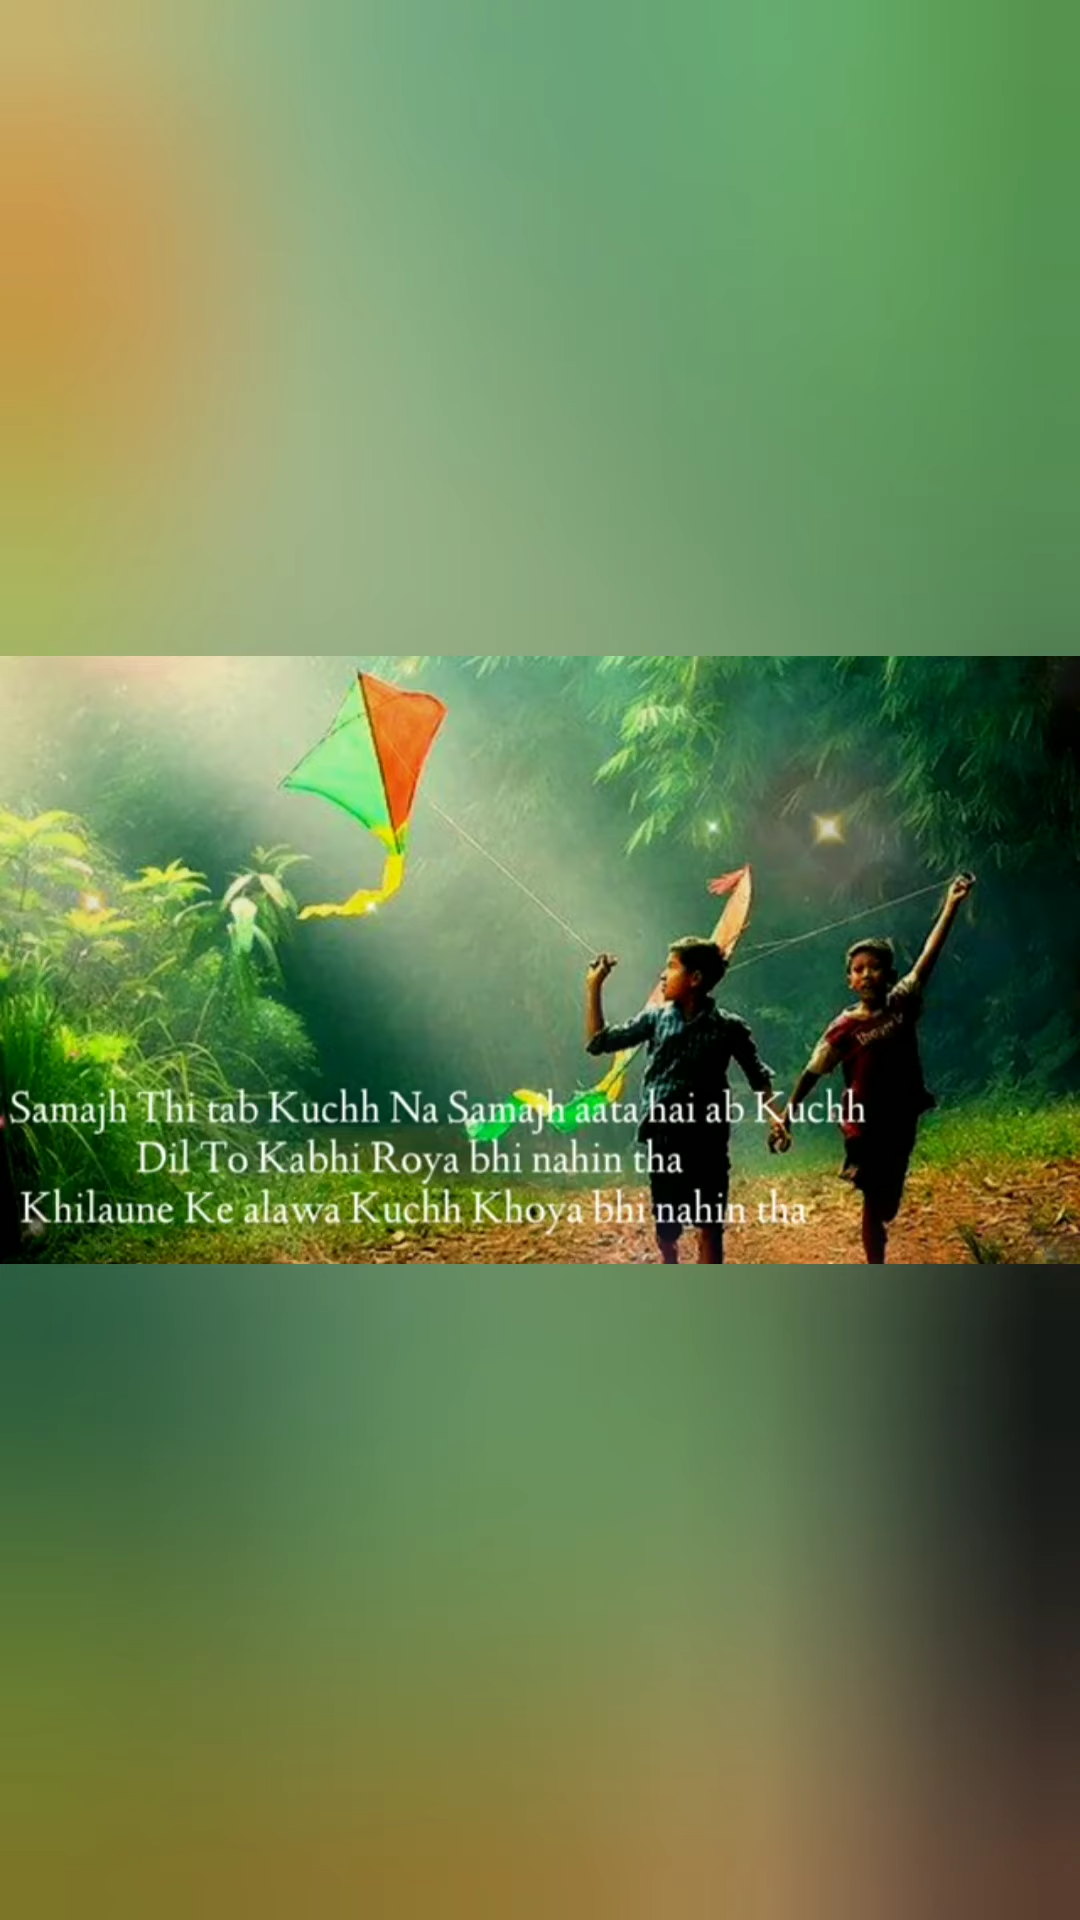 Samajh Thi tab Kuchh Na Samajh aata hai ab Kuchh
Dil To Kabhi Roya bhi nahin tha
Khilaune Ke alawa Kuchh Khoya bhi nahin tha